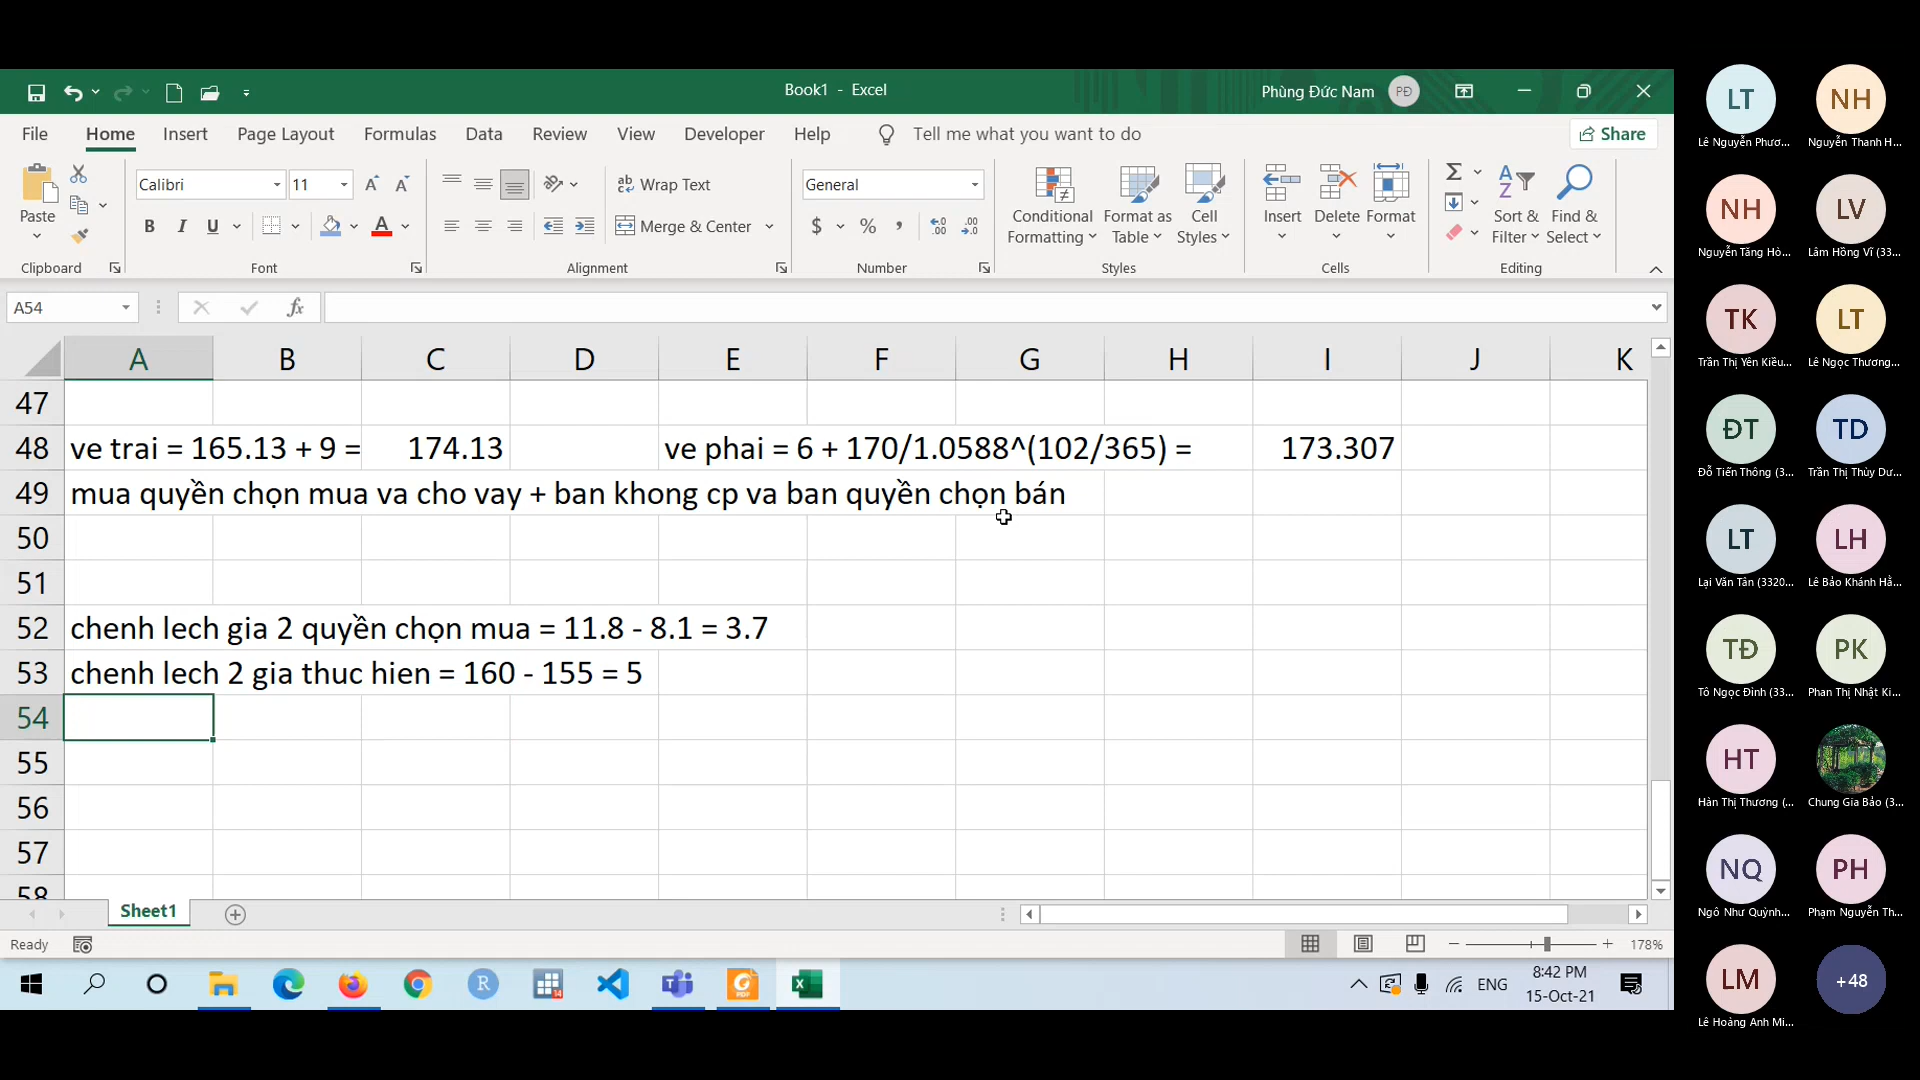 Book1 - Excel
Phùng Đức Nam
PĐ
File Home Insert Page Layout Formulas Data Review View Developer Help Tell me what you want to do
Share
Paste
Calibri 11
Wrap Text
General
Conditional Formatting
Format as Table
Cell Styles
Insert
Delete
Format
Sort & Filter
Find & Select
B I U
Merge & Center
$ % ,
Clipboard Font Alignment Number Styles Cells Editing
A54
fx
A B C D E F G H I J K
47
48 ve trai = 165.13 + 9 = 174.13 ve phai = 6 + 170/1.0588^(102/365) = 173.307
49 mua quyền chọn mua va cho vay + ban khong cp va ban quyền chọn bán
50
51
52 chenh lech gia 2 quyền chọn mua = 11.8 - 8.1 = 3.7
53 chenh lech 2 gia thuc hien = 160 - 155 = 5
54
55
56
57
58
Sheet1
Ready
178%
ENG
8:42 PM
15-Oct-21
LT NH
Lê Nguyễn Phươ... Nguyễn Thanh H...
NH LV
Nguyễn Tăng Hò... Lâm Hồng Vĩ (33...
TK LT
Trần Thị Yên Kiều... Lê Ngọc Thương...
ĐT TD
Đỗ Tiến Thông (3... Trần Thị Thùy Dư...
LT LH
Lại Văn Tân (3320... Lê Bảo Khánh Hằ...
TĐ PK
Tô Ngọc Đỉnh (33... Phan Thị Nhật Ki...
HT
Hàn Thị Thương (... Chung Gia Bảo (3...
NQ PH
Ngô Như Quỳnh... Phạm Nguyễn Th...
LM +48
Lê Hoàng Anh Mi...